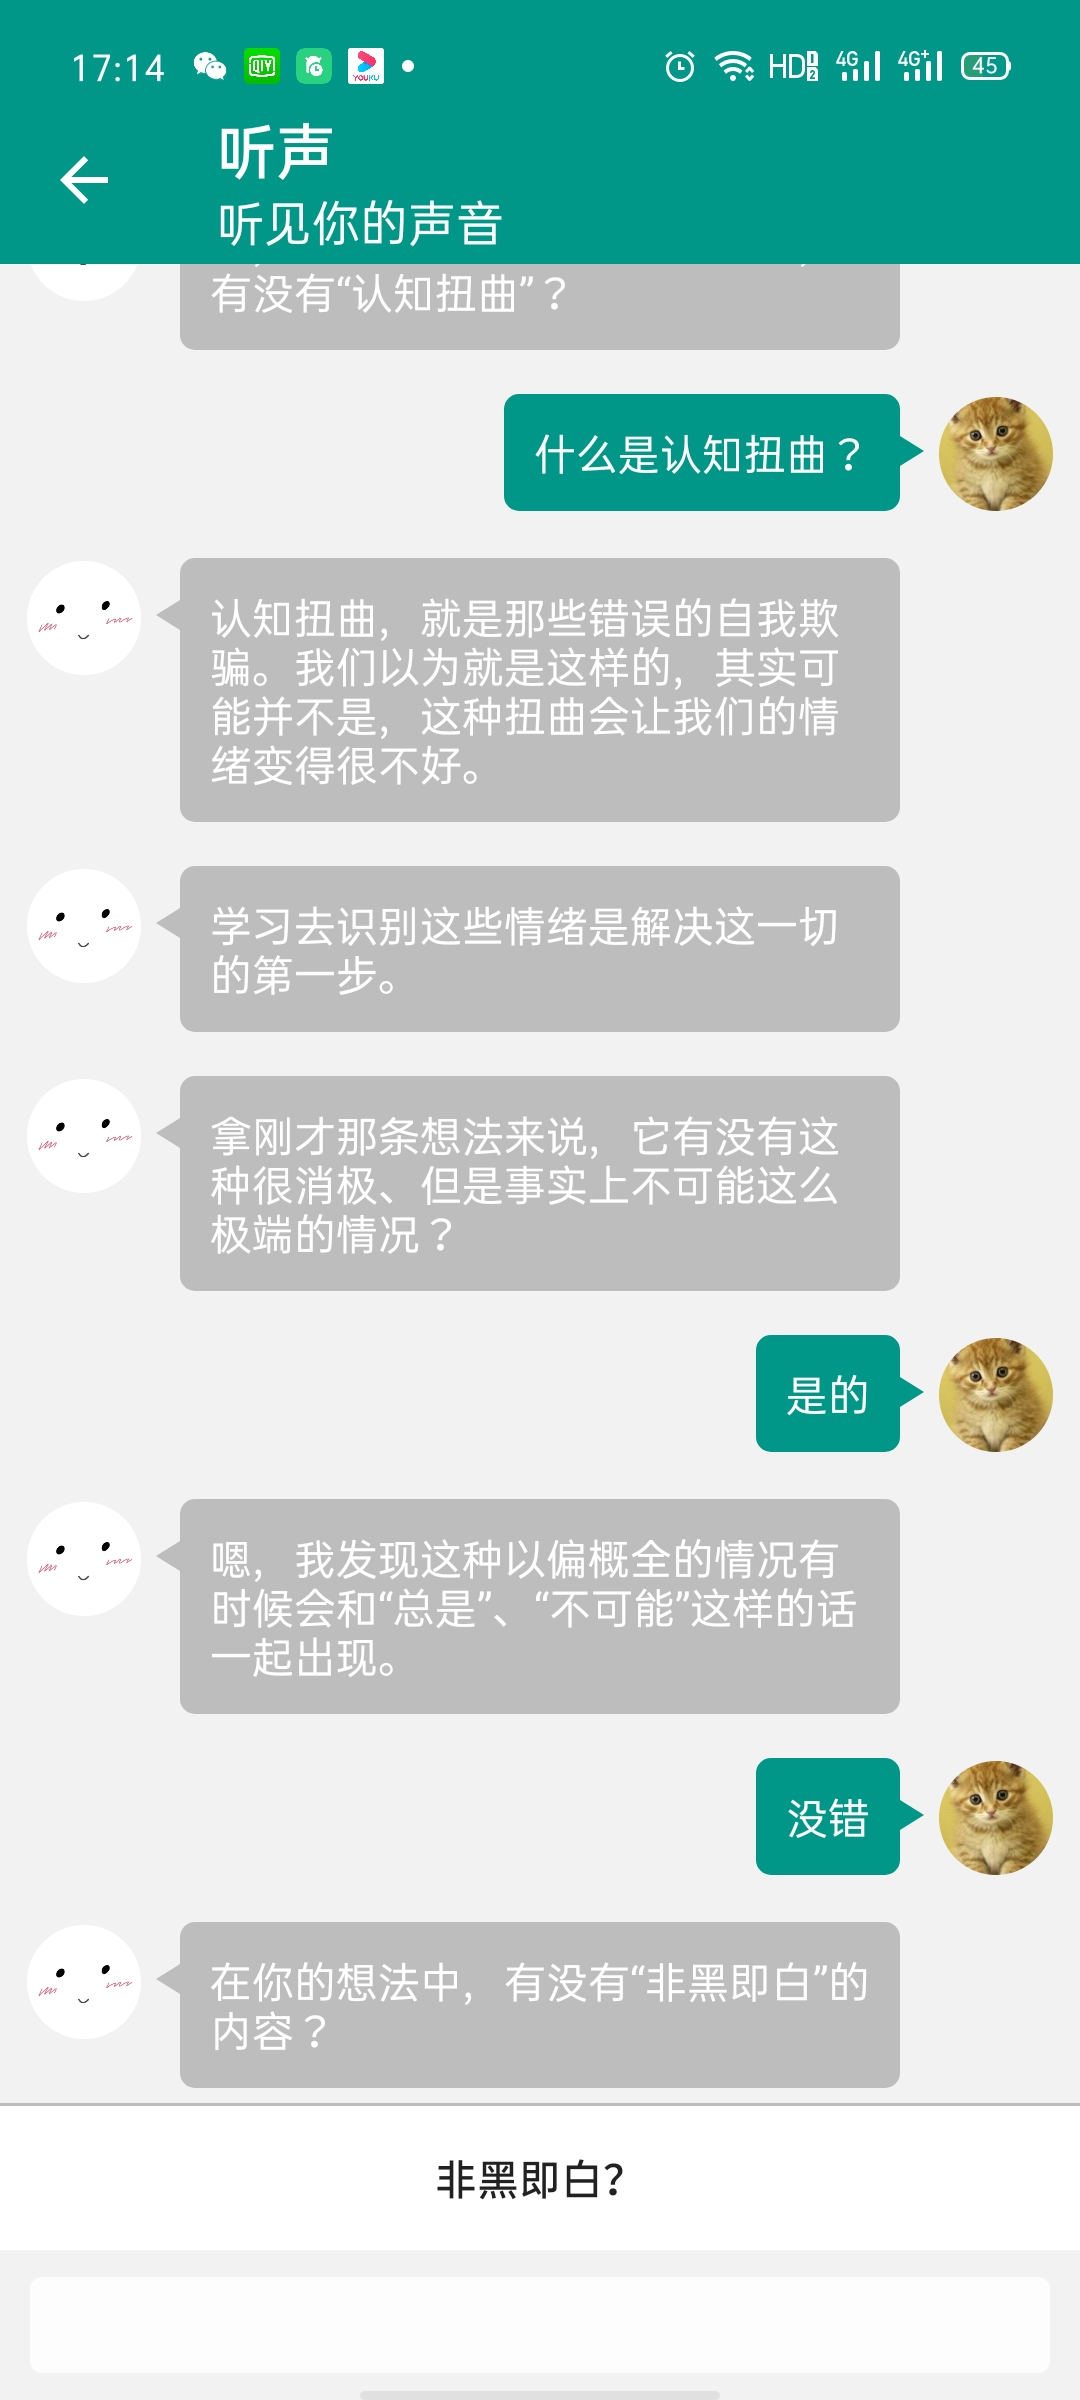 17:14
QIY
YOUKU
HD 1 2
4G
4G+
45
听声
听见你的声音
有没有“认知扭曲”？
什么是认知扭曲？
认知扭曲，就是那些错误的自我欺
骗。我们以为就是这样的，其实可
能并不是，这种扭曲会让我们的情
绪变得很不好。
学习去识别这些情绪是解决这一切
的第一步。
拿刚才那条想法来说，它有没有这
种很消极、但是事实上不可能这么
极端的情况？
是的
嗯，我发现这种以偏概全的情况有
时候会和“总是”、“不可能”这样的话
一起出现。
没错
在你的想法中，有没有“非黑即白”的
内容？
非黑即白？